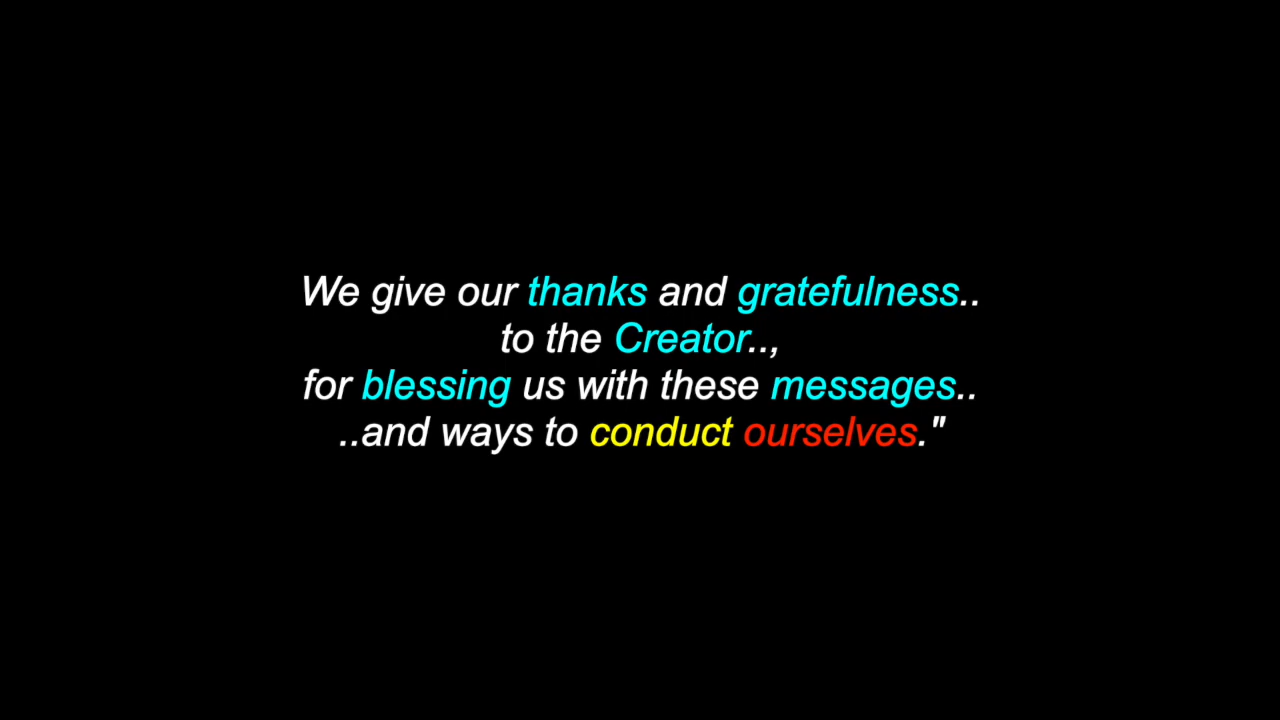 We give our thanks and gratefulness..
to the Creator..,
for blessing us with these messages..
..and ways to conduct ourselves."